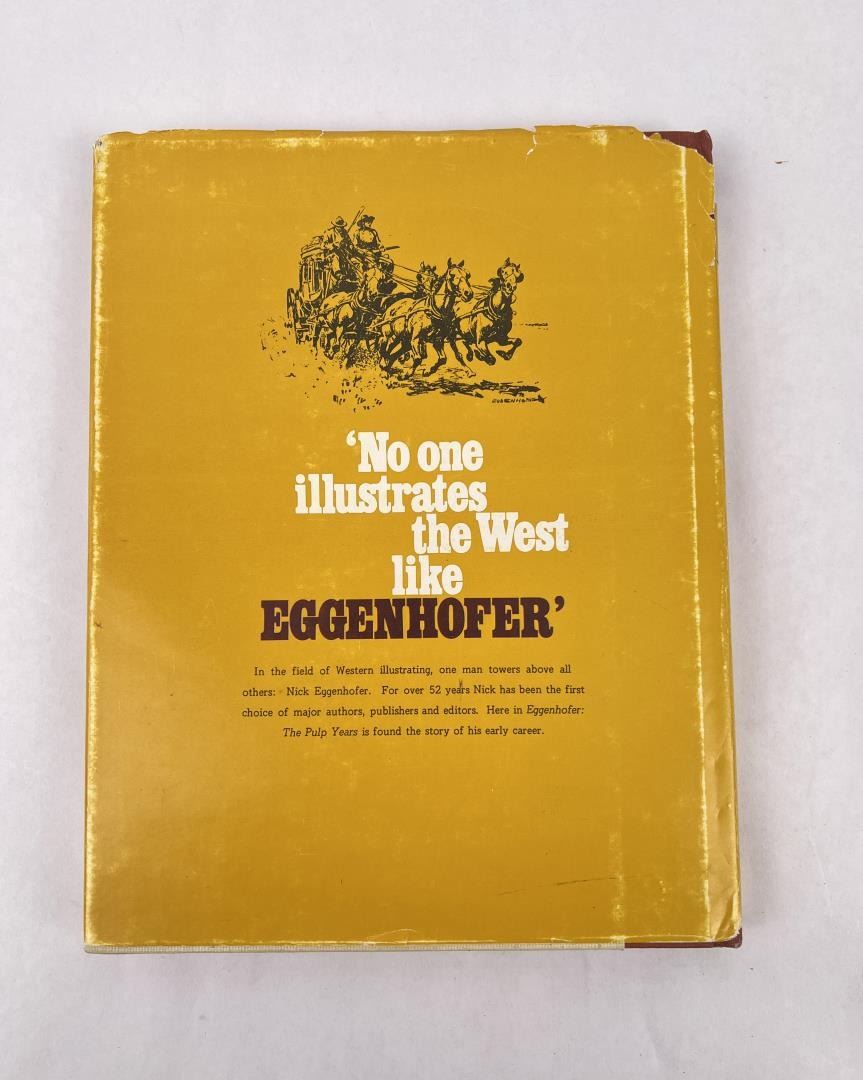 EGGENHOFER
‘No one
illustrates
the West
like
EGGENHOFER’
In the field of Western illustrating, one man towers above all
others: Nick Eggenhofer. For over 52 years Nick has been the first
choice of major authors, publishers and editors. Here in Eggenhofer:
The Pulp Years is found the story of his early career.